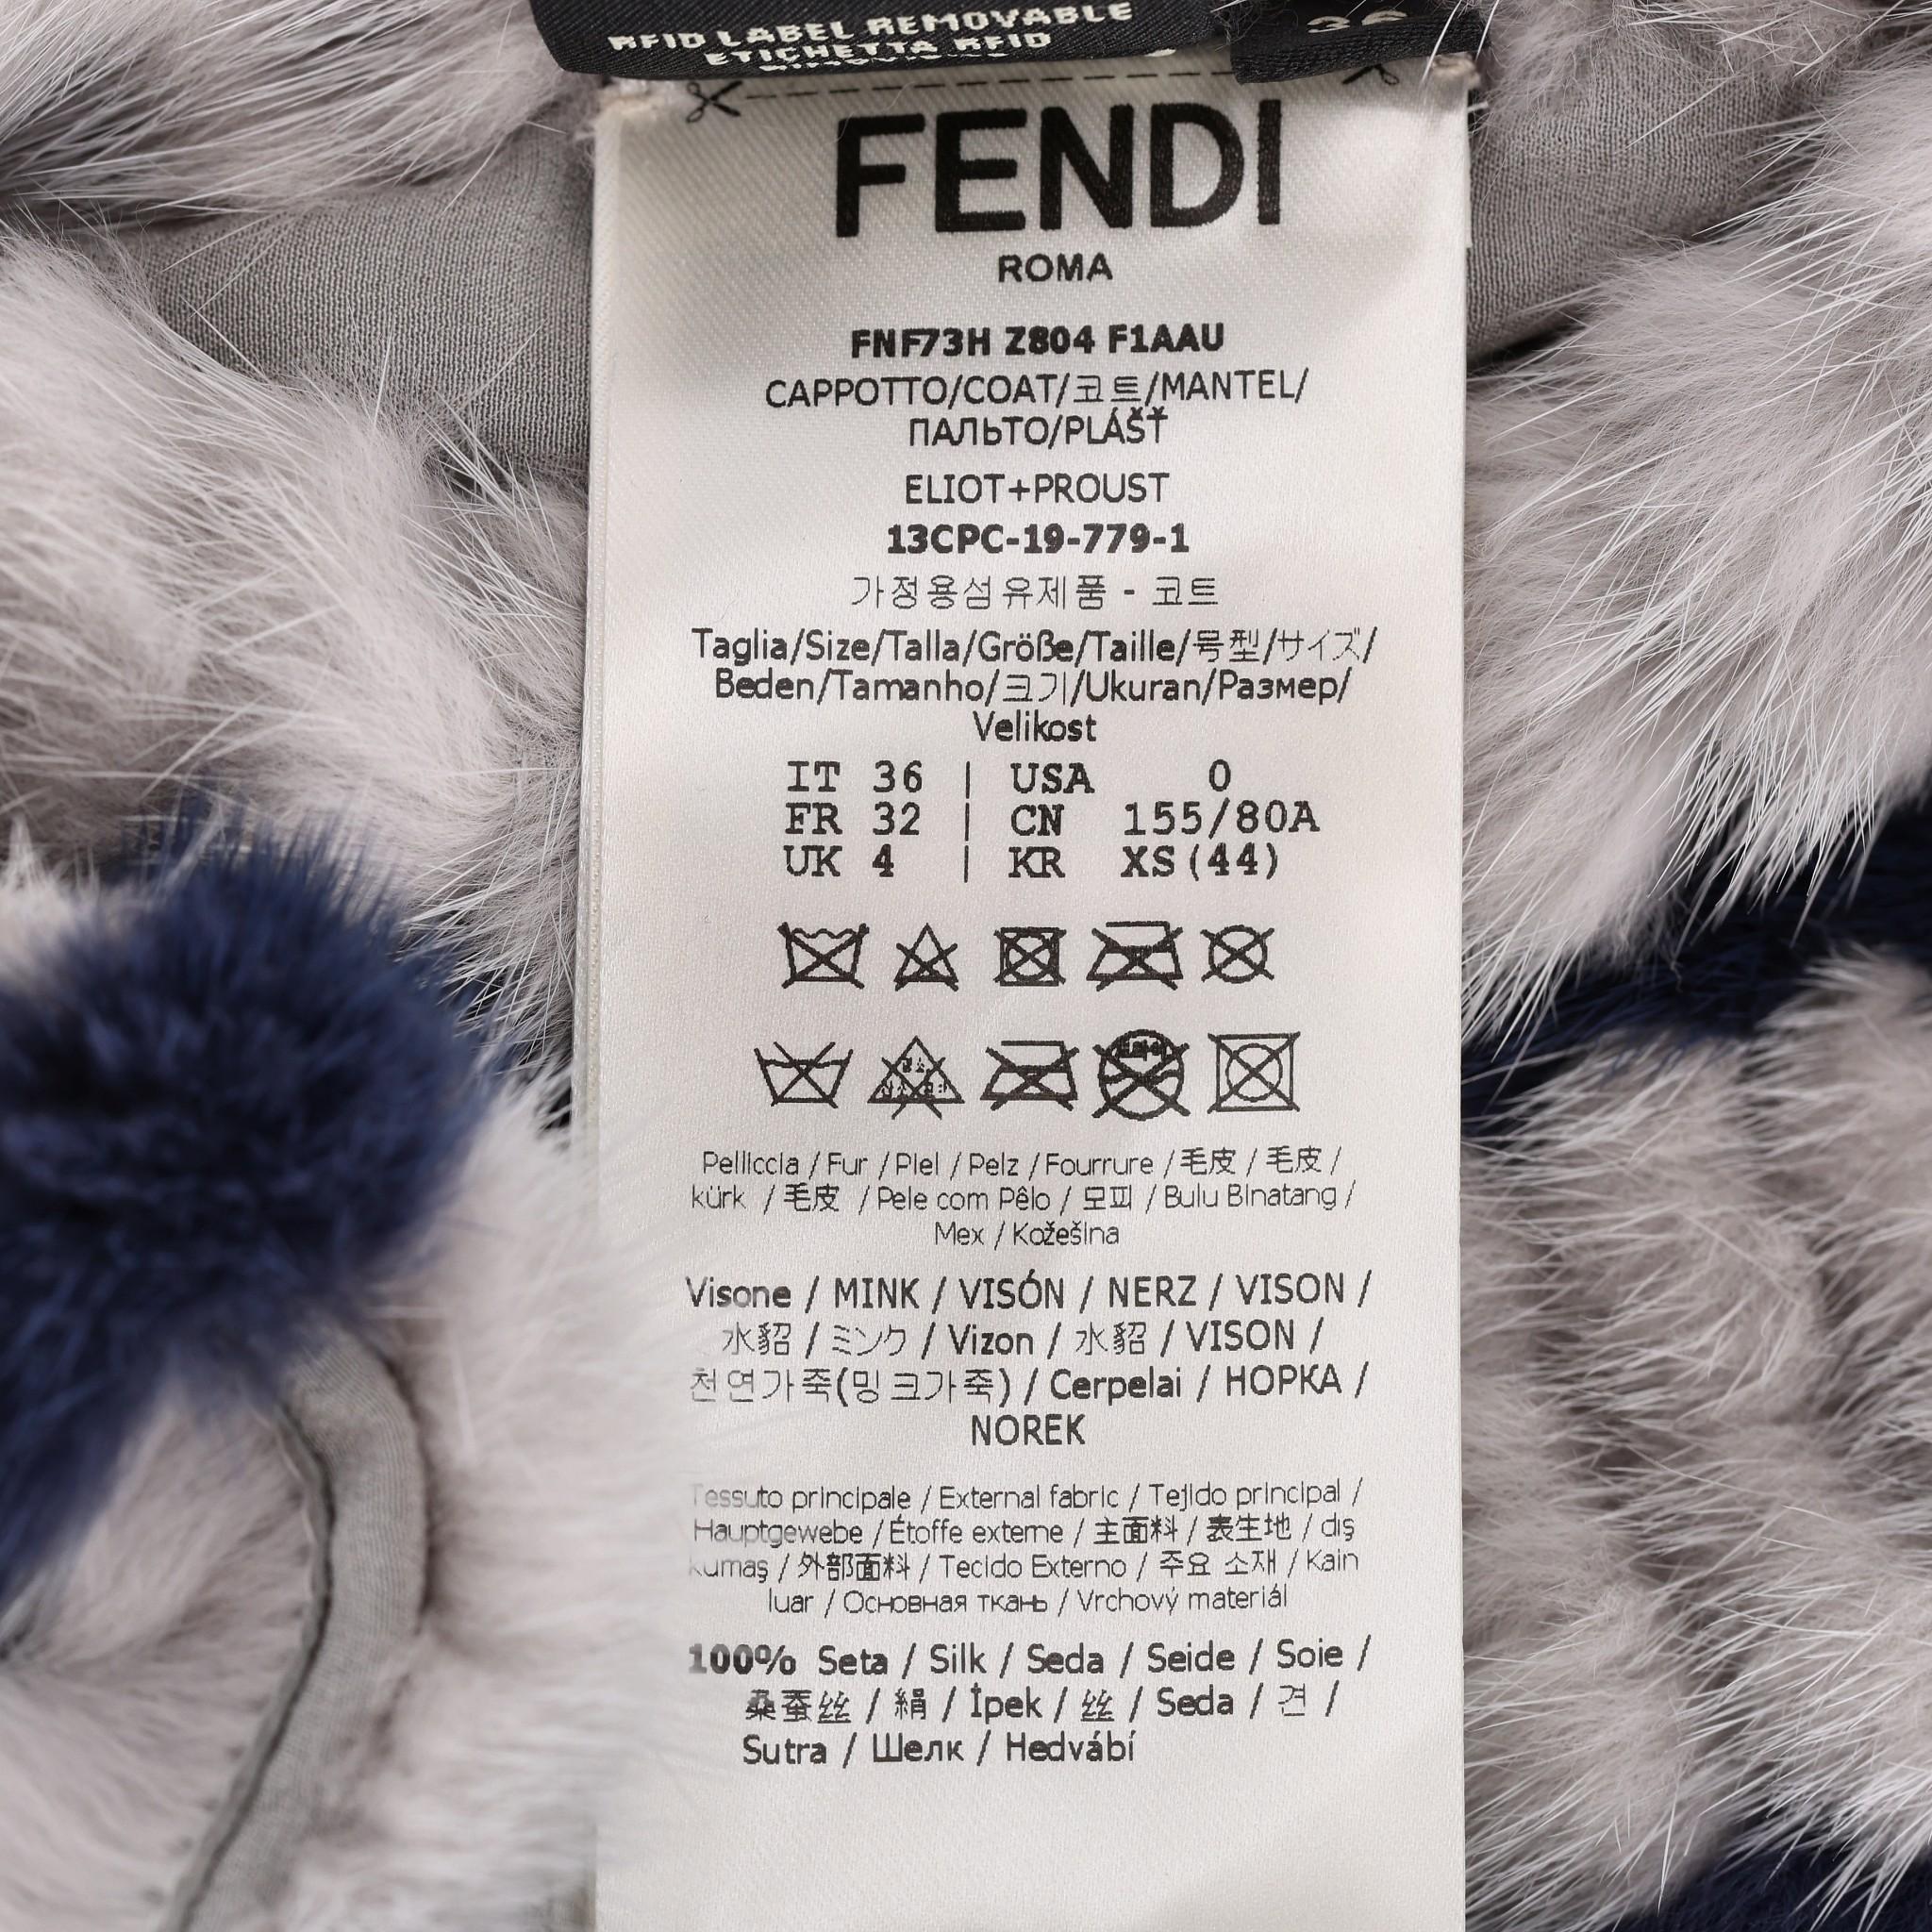 RFID LABEL REMOVABLE
ETICHETTA RFID
36
FENDI
ROMA
FNF73H Z804 F1AAU
CAPPOTTO/COAT/코트/MANTEL/
ПАЛЬТО/PLÁŠŤ
ELIOT+PROUST
13CPC-19-779-1
가정용섬유제품 - 코트
Taglia/Size/Talla/Größe/Taille/号型/サイズ/
Beden/Tamanho/크기/Ukuran/Размер/
Velikost
IT 36 | USA 0
FR 32 | CN 155/80A
UK 4 | KR XS(44)
Pelliccia / Fur / Piel / Pelz / Fourrure / 毛皮 / 毛皮 /
kürk / 毛皮 / Pele com Pêlo / 모피 / Bulu Binatang /
Mex / Kožešina
Visone / MINK / VISÓN / NERZ / VISON /
水貂 / ミンク / Vizon / 水貂 / VISON /
천연가죽(밍크가죽) / Cerpelai / НОРКА /
NOREK
Tessuto principale / External fabric / Tejido principal /
Hauptgewebe / Étoffe externe / 主面料 / 表生地 / dış
kumaş / 外部面料 / Tecido Externo / 주요 소재 / Kain
luar / Основная ткань / Vrchový materiál
100% Seta / Silk / Seda / Seide / Soie /
桑蚕丝 / 絹 / İpek / 丝 / Seda / 견 /
Sutra / Шелк / Hedvábí